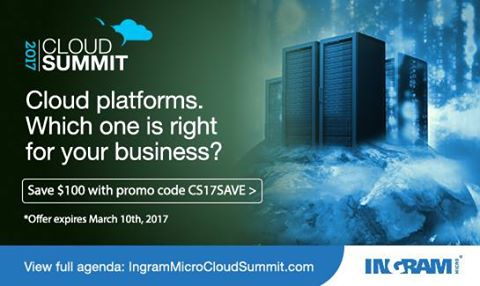 2017
CLOUD
SUMMIT
Cloud platforms.
Which one is right
for your business?
Save $100 with promo code CS17SAVE >
*Offer expires March 10th, 2017
View full agenda: IngramMicroCloudSummit.com
INGRAM
MICRO
®